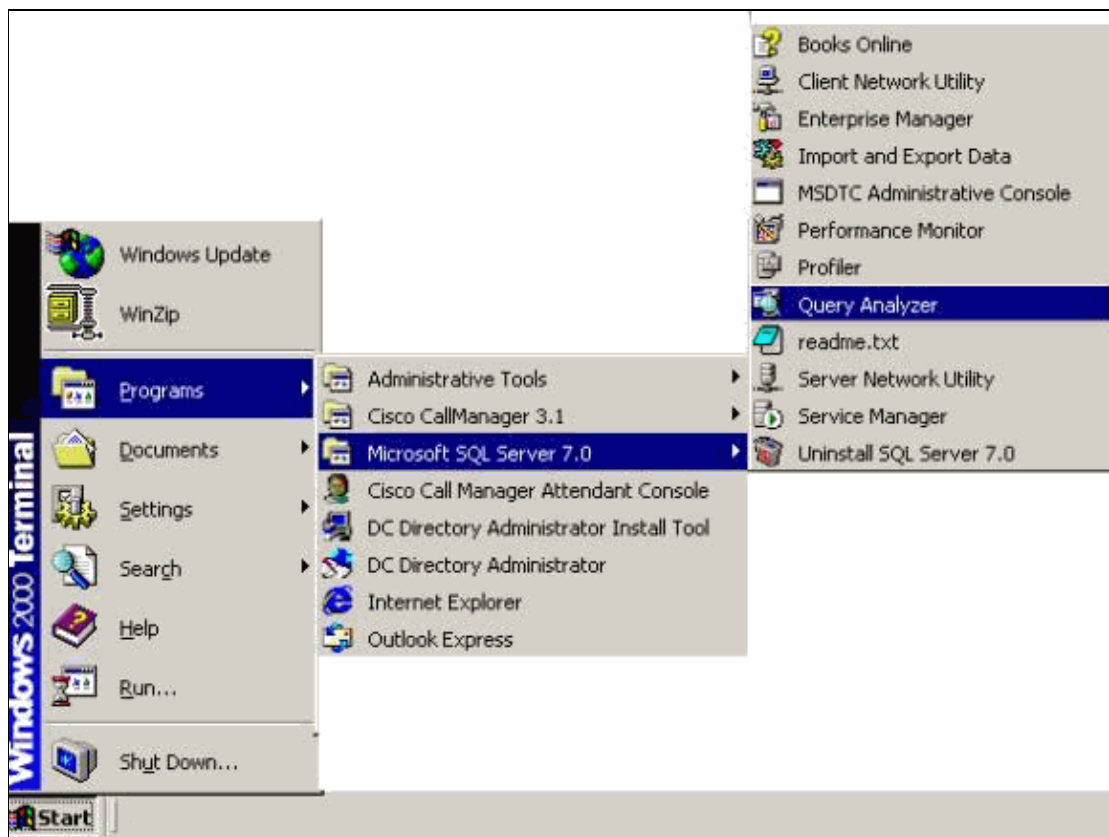 Windows Update
WinZip
Programs
Documents
Settings
Search
Help
Run...
Shut Down...
Windows 2000 Terminal
Start
Administrative Tools
Cisco CallManager 3.1
Microsoft SQL Server 7.0
Cisco Call Manager Attendant Console
DC Directory Administrator Install Tool
DC Directory Administrator
Internet Explorer
Outlook Express
Books Online
Client Network Utility
Enterprise Manager
Import and Export Data
MSDTC Administrative Console
Performance Monitor
Profiler
Query Analyzer
readme.txt
Server Network Utility
Service Manager
Uninstall SQL Server 7.0